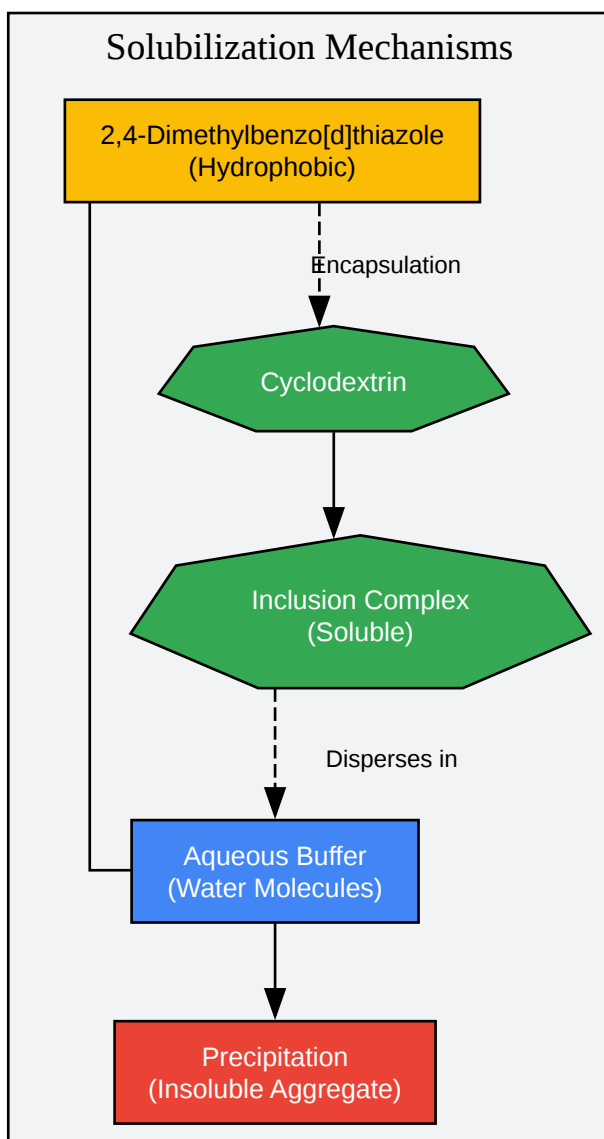 Solubilization Mechanisms
2,4-Dimethylbenzo[d]thiazole
(Hydrophobic)
Encapsulation
Cyclodextrin
Inclusion Complex
(Soluble)
Disperses in
Aqueous Buffer
(Water Molecules)
Precipitation
(Insoluble Aggregate)